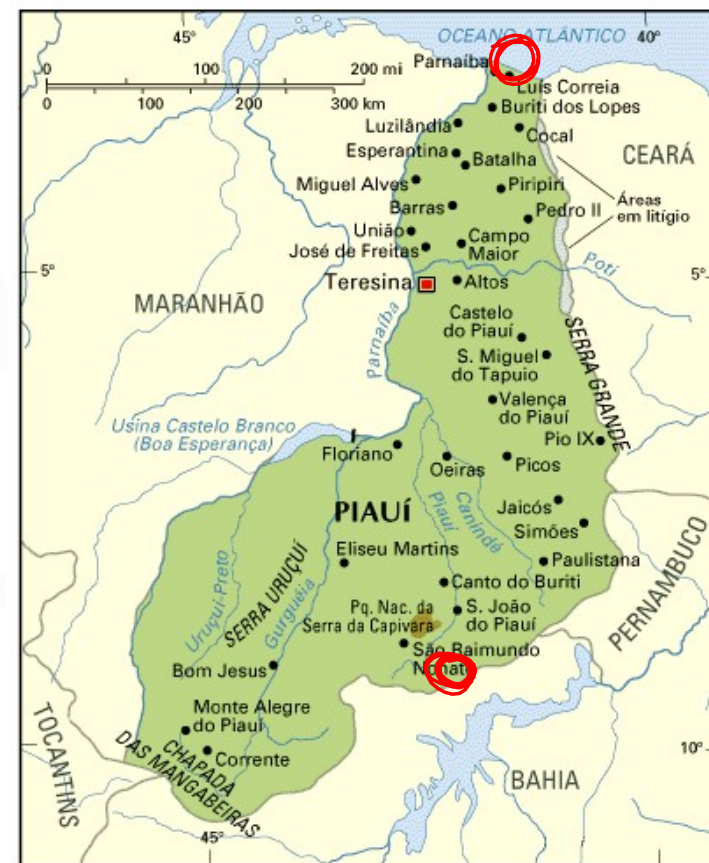 45°
OCEANO ATLÂNTICO
40°
Parnaíba
0 100 200 mi
0 100 200 300 km
Luís Correia
Buriti dos Lopes
Luzilândia
Cocal
Esperantina
Batalha
CEARÁ
Miguel Alves
Piripiri
Áreas
em litígio
Barras
Pedro II
União
José de Freitas
Campo
Maior
5°
Poti
5°
Teresina
Altos
MARANHÃO
Parnaíba
Castelo
do Piauí
SERRA GRANDE
S. Miguel
do Tapuio
Valença
do Piauí
Usina Castelo Branco
(Boa Esperança)
Pio IX
Floriano
Oeiras
Picos
PIAUÍ
Piauí
Canindé
Jaicós
Simões
Eliseu Martins
Paulistana
PERNAMBUCO
Uruçuí-Preto
SERRA URUÇUÍ
Gurguéia
Canto do Buriti
Pq. Nac. da
Serra da Capivara
S. João
do Piauí
São Raimundo
Nonato
Bom Jesus
Monte Alegre
do Piauí
TOCANTINS
CHAPADA
DAS MANGABEIRAS
Corrente
10°
BAHIA
45°